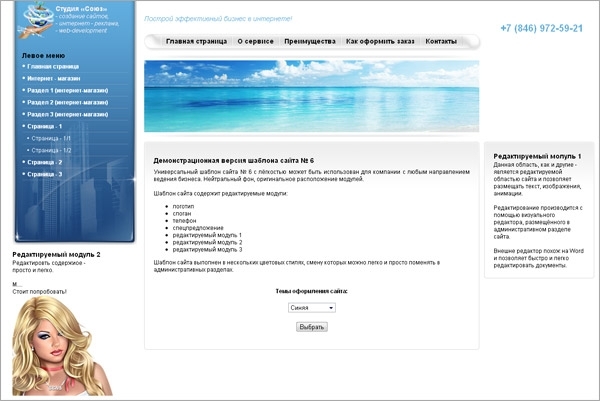 Студия «Союз»
- создание сайтов,
- интернет - реклама,
- web-development
Построй эффективный бизнес в интернете!
+7 (846) 972-59-21
Главная страница
О сервисе
Преимущества
Как оформить заказ
Контакты
Левое меню
Главная страница
Интернет - магазин
Раздел 1 (интернет-магазин)
Раздел 2 (интернет-магазин)
Раздел 3 (интернет-магазин)
Страница - 1
Страница - 1/1
Страница - 1/2
Страница - 2
Страница - 3
Редактируемый модуль 2
Редактировать содержимое -
просто и легко.
М...
Стоит попробовать!
Демонстрационная версия шаблона сайта № 6
Универсальный шаблон сайта № 6 с лёгкостью может быть использован для компании с любым направлением
ведения бизнеса. Нейтральный фон, оригинальное расположение модулей.
Шаблон сайта содержит редактируемые модули:
логотип
слоган
телефон
спецпредложение
редактируемый модуль 1
редактируемый модуль 2
редактируемый модуль 3
Шаблон сайта выполнен в нескольких цветовых стилях, смену которых можно легко и просто поменять в
административных разделах.
Темы оформления сайта:
Синяя
Выбрать
Редактируемый модуль 1
Данная область, как и другие -
является редактируемой
областью сайта и позволяет
размещать текст, изображения,
анимации.
Редактирование производится с
помощью визуального
редактора, размещённого в
административном разделе
сайта.
Внешне редактор похож на Word
и позволяет быстро и легко
редактировать документы.